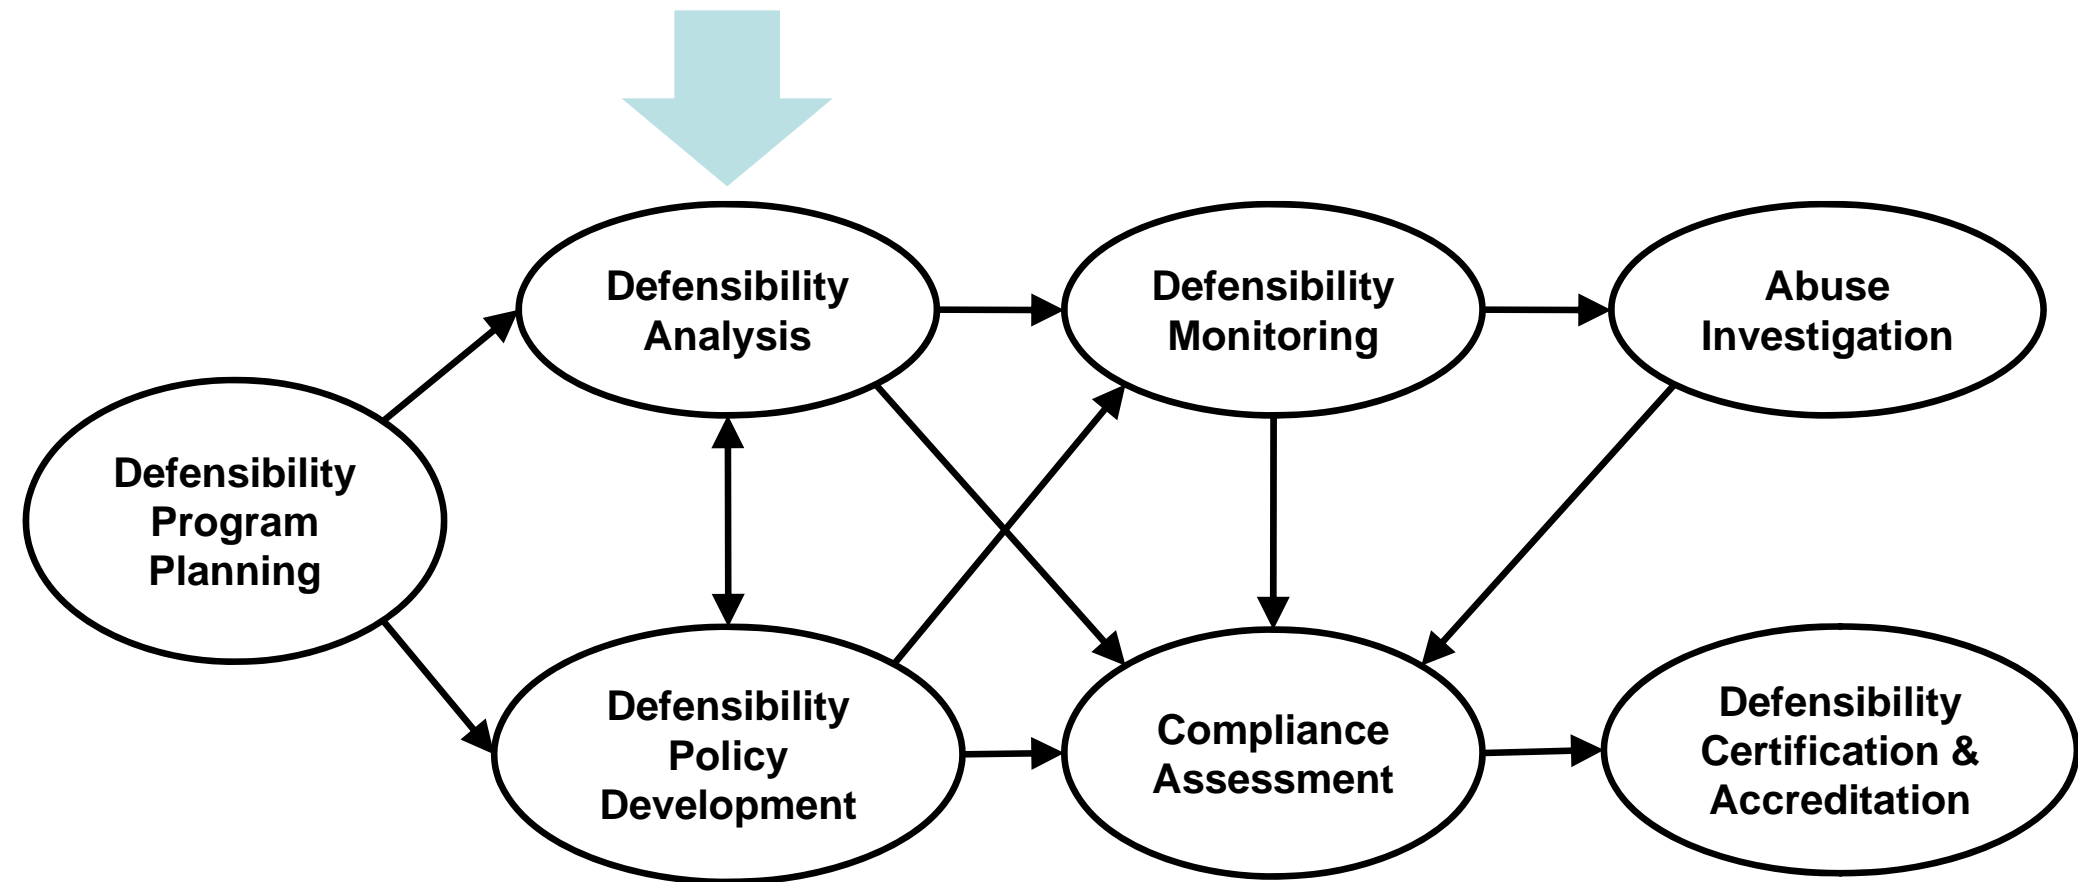 Defensibility
Analysis
Defensibility
Monitoring
Abuse
Investigation
Defensibility
Program
Planning
Defensibility
Policy
Development
Compliance
Assessment
Defensibility
Certification &
Accreditation